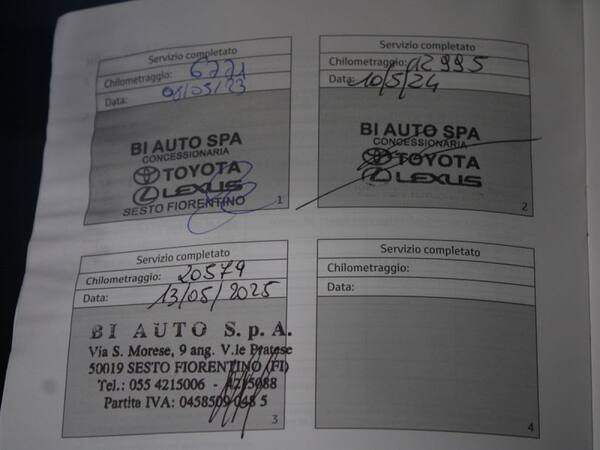 Servizio completato
Chilometraggio: 6771
Data: 09/05/23
BI AUTO SPA
CONCESSIONARIA
TOYOTA
LEXUS
SESTO FIORENTINO
1
Servizio completato
Chilometraggio: 12995
Data: 10/5/24
BI AUTO SPA
CONCESSIONARIA
TOYOTA
LEXUS
2
Servizio completato
Chilometraggio: 20579
Data: 13/05/2025
BI AUTO S.p.A.
Via S. Morese, 9 ang. V.le Pratese
50019 SESTO FIORENTINO (FI)
Tel.: 055 4215006 - 4215088
Partita IVA:
3
Servizio completato
Chilometraggio:
Data:
4